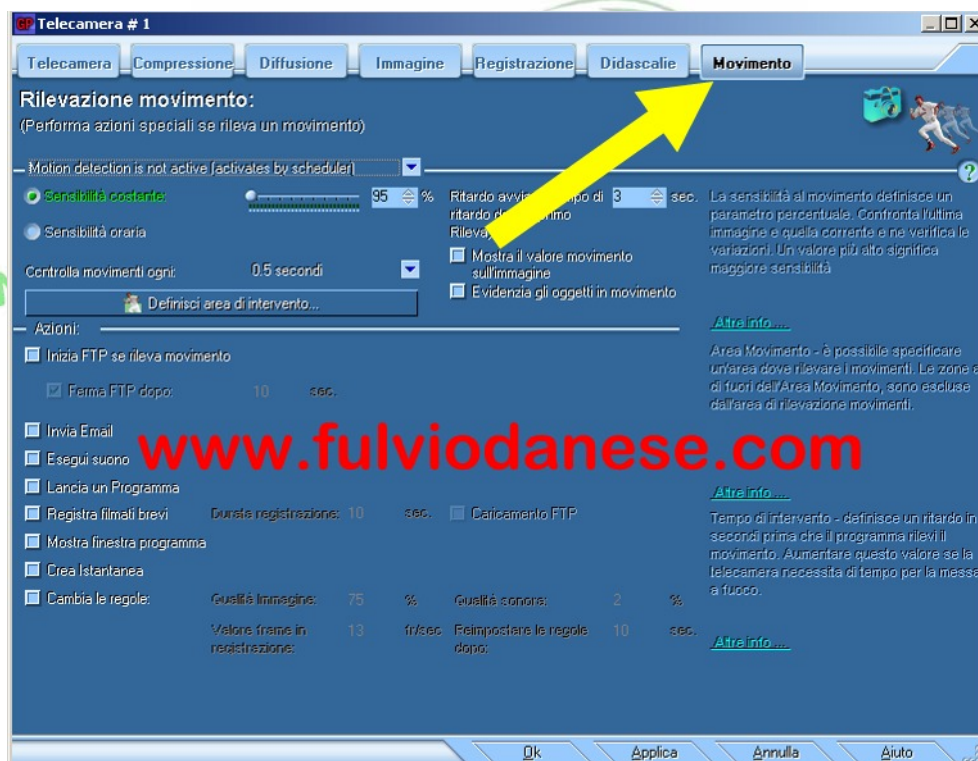 GP Telecamera # 1
Telecamera Compressione Diffusione Immagine Registrazione Didascalie Movimento
Rilevazione movimento:
(Performa azioni speciali se rileva un movimento)
Motion detection is not active (activates by scheduler)
Sensibilità costante: 95 %
Sensibilità oraria
Controlla movimenti ogni: 0.5 secondi
Definisci area di intervento...
Ritardo di 3 sec.
ritardo
Mostra il valore movimento
sull'immagine
Evidenzia gli oggetti in movimento
?
La sensibilità al movimento definisce un
parametro percentuale. Confronta l'ultima
immagine e quella corrente e ne verifica le
variazioni. Un valore più alto significa
maggiore sensibilità
Altre info....
Area Movimento - è possibile specificare
un'area dove rilevare i movimenti. Le zone a
di fuori dell'Area Movimento, sono escluse
dall'area di rilevazione movimenti.
Altre info....
Tempo di intervento - definisce un ritardo in
secondi prima che il programma rilevi il
movimento. Aumentare questo valore se la
telecamera necessita di tempo per la messa
a fuoco.
Altre info....
Azioni:
Inizia FTP se rileva movimento
Ferma FTP dopo: 10 sec.
Invia Email
Esegui suono
www.fulviodanese.com
Lancia un Programma
Registra filmati brevi Durata registrazione: 10 sec. Caricamento FTP
Mostra finestra programma
Crea Istantanea
Cambia le regole: Qualità Immagine: 75 % Qualità sonora: 2 %
Valore frame in 13 fr/sec Reimpostare le regole 10 sec.
registrazione: dopo:
Ok Applica Annulla Aiuto